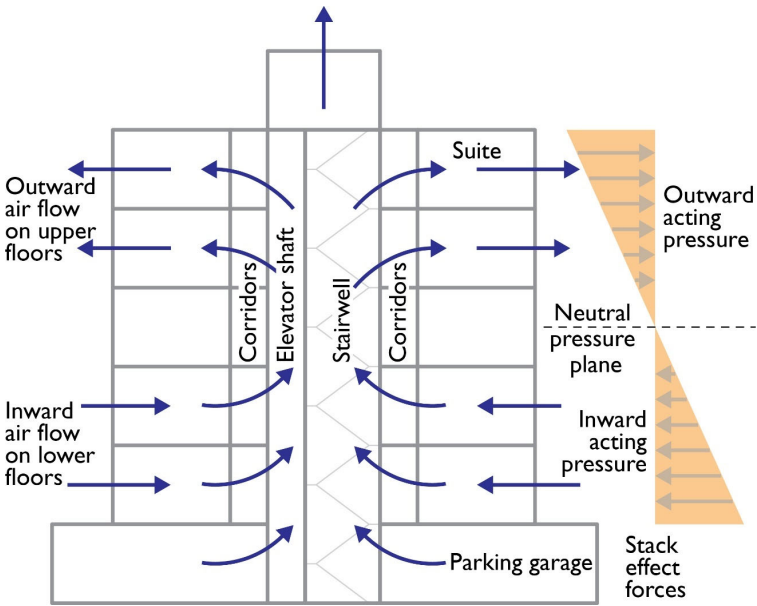 Suite
Outward
air flow
on upper
floors
Corridors
Elevator shaft
Stairwell
Corridors
Outward
acting
pressure
Neutral
pressure
plane
Inward
air flow
on lower
floors
Inward
acting
pressure
Parking garage
Stack
effect
forces